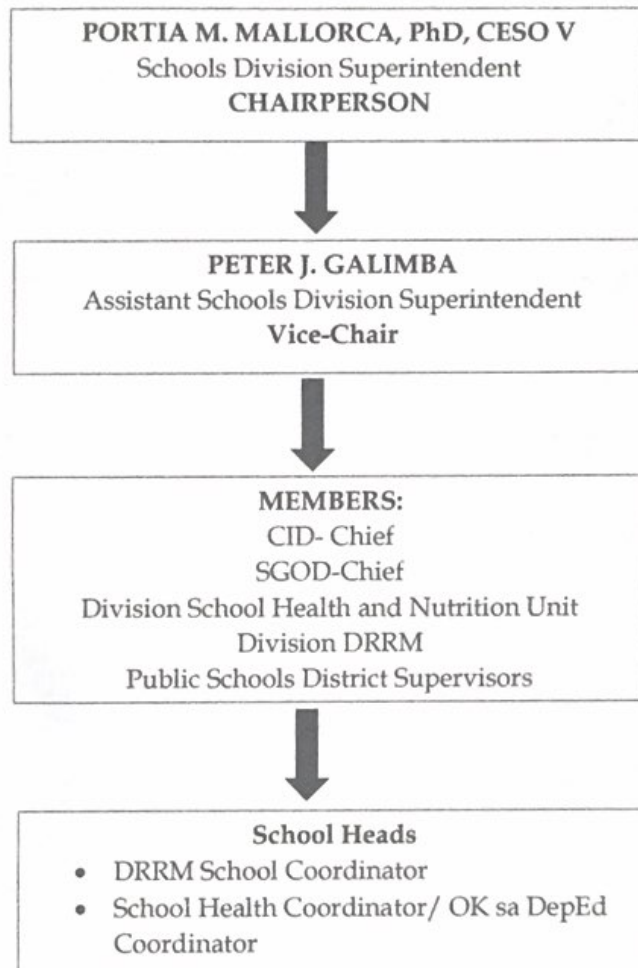 PORTIA M. MALLORCA, PhD, CESO V
Schools Division Superintendent
CHAIRPERSON
PETER J. GALIMBA
Assistant Schools Division Superintendent
Vice-Chair
MEMBERS:
CID- Chief
SGOD-Chief
Division School Health and Nutrition Unit
Division DRRM
Public Schools District Supervisors
School Heads
• DRRM School Coordinator
• School Health Coordinator/ OK sa DepEd
Coordinator